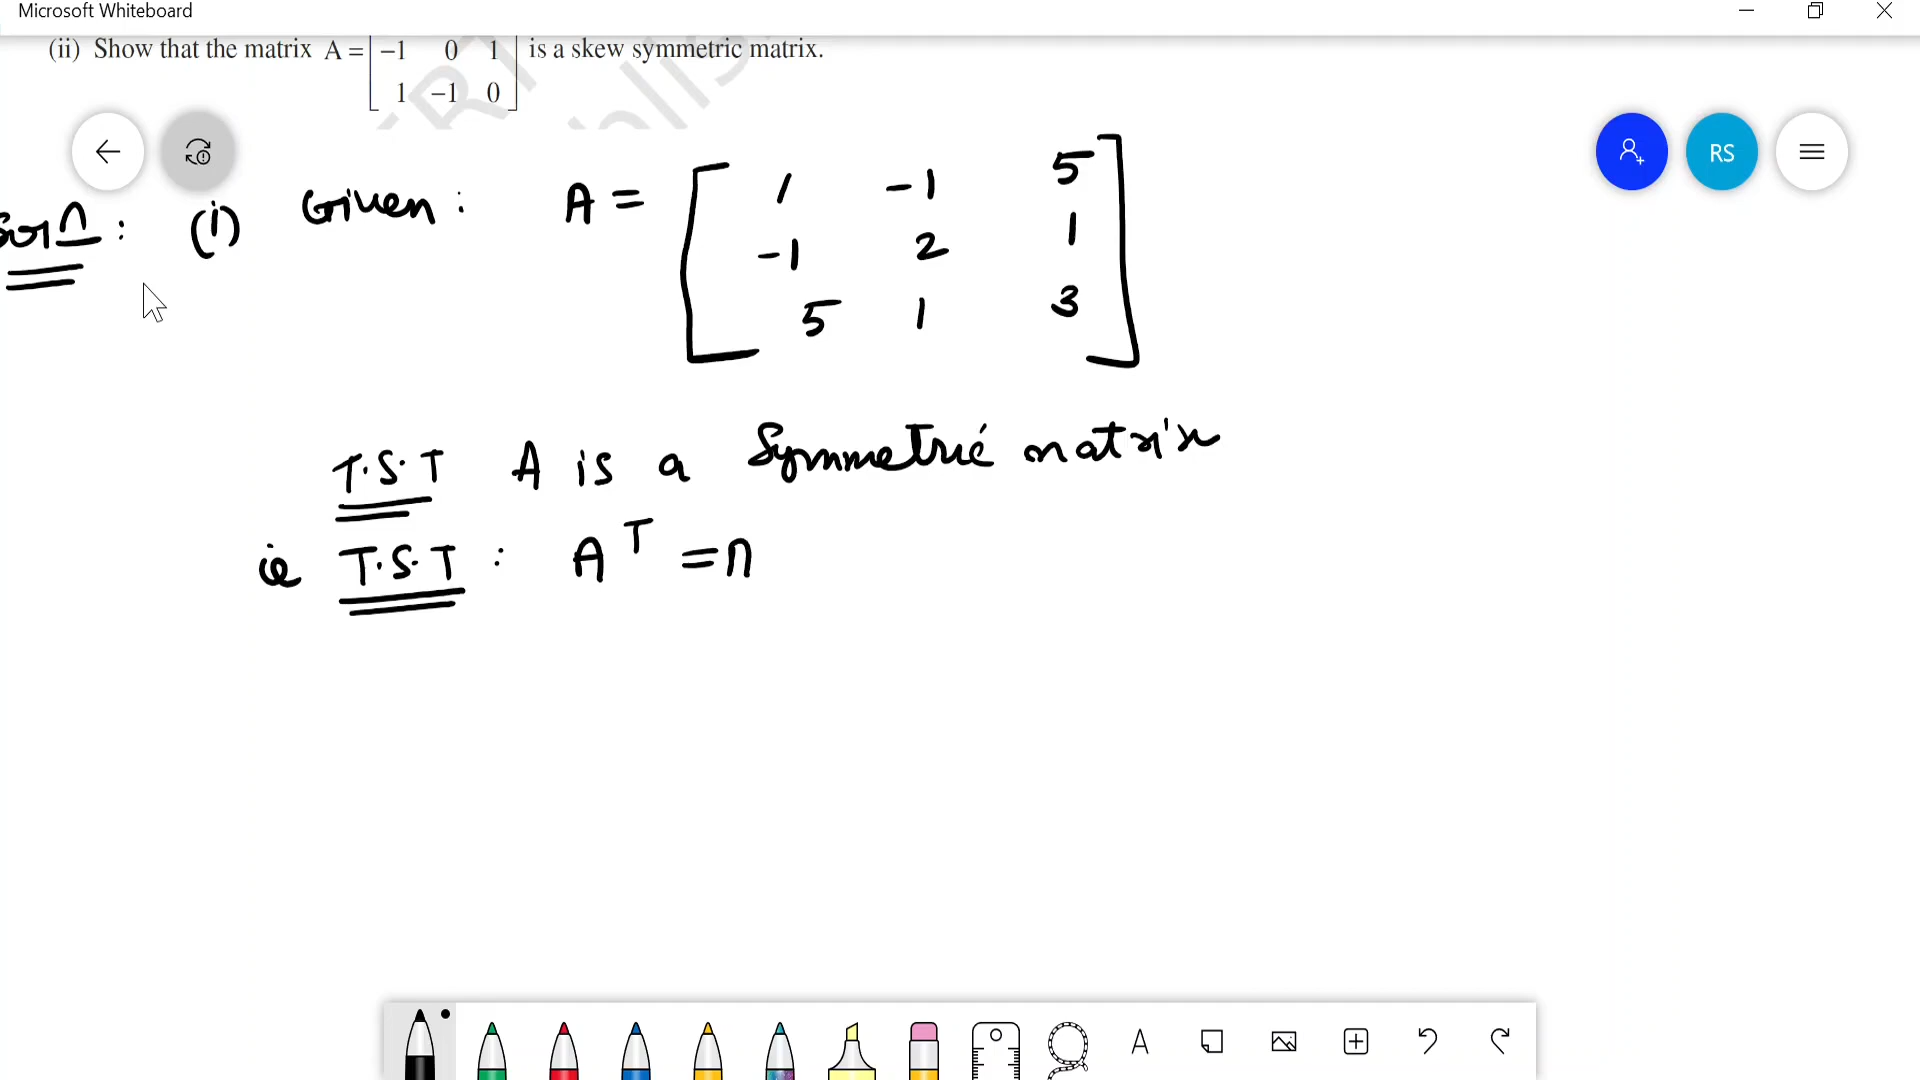 Microsoft Whiteboard
(ii) Show that the matrix A = −1 0 1 is a skew symmetric matrix.
1 −1 0
RS
Soln : (i) Given : A =
1 -1 5
-1 2 1
5 1 3
T.S.T A is a Symmetric matrix
ie T.S.T : A^T =
A